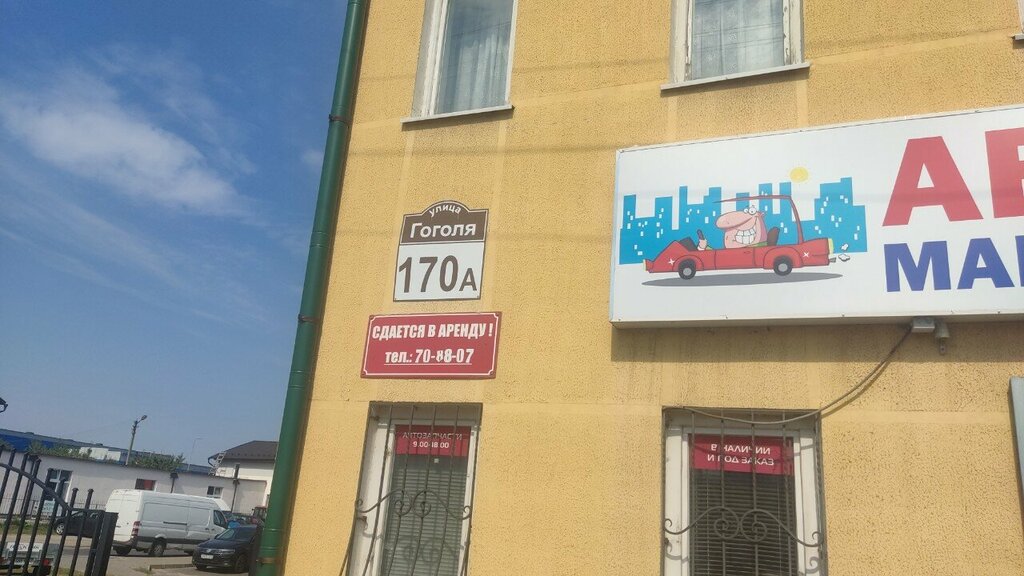 улица
Гоголя
170А
СДАЕТСЯ В АРЕНДУ !
тел.: 70-88-07
АВ
МАГ
АВТОЗАПЧАСТИ
9.00-18.00
В НАЛИЧИИ
И ПОД ЗАКАЗ